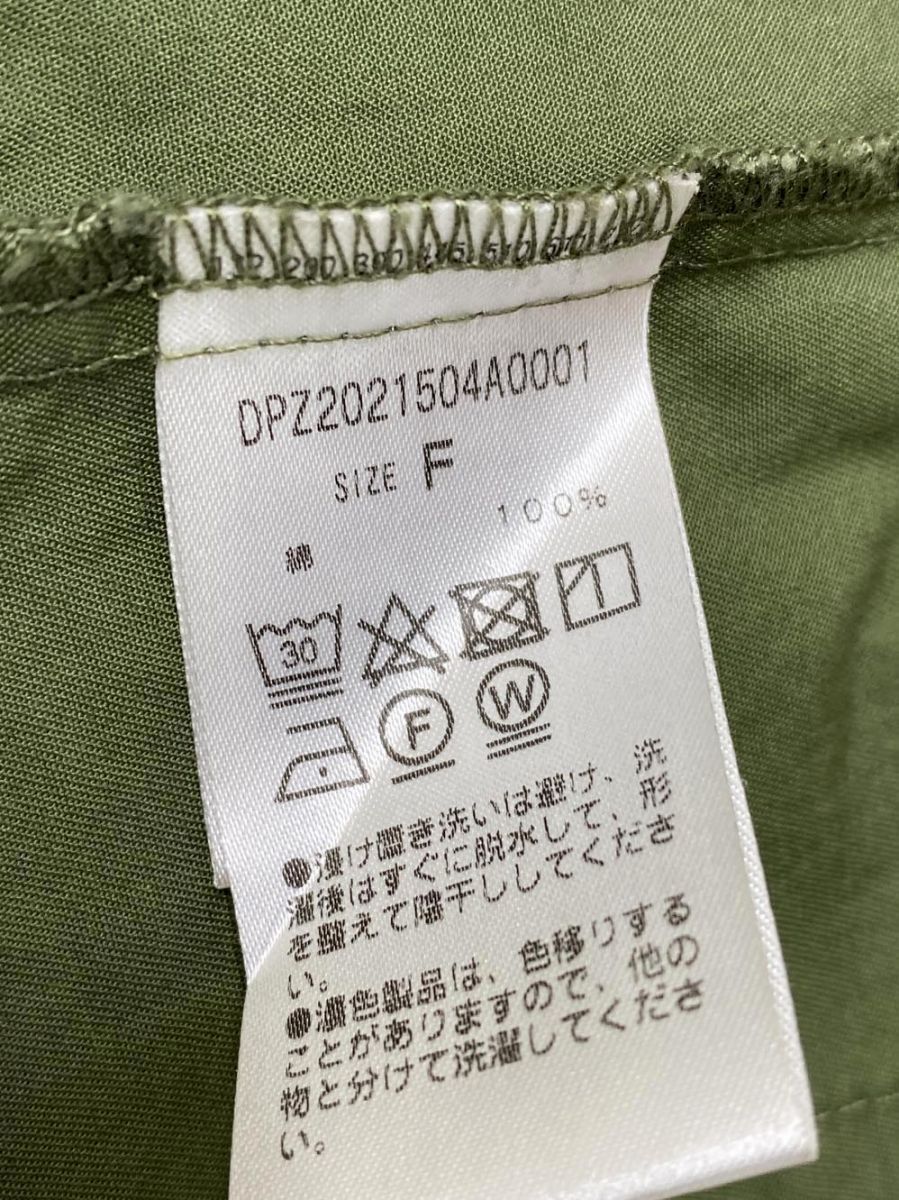 DPZ2021504A0001
SIZE F
綿 100%
30
F W
●浸け置き洗いは避け、洗
濯後はすぐに脱水して、形
を整えて陰干ししてくださ
い。
●濃色製品は、色移りする
ことがありますので、他の
物と分けて洗濯してくださ
い。